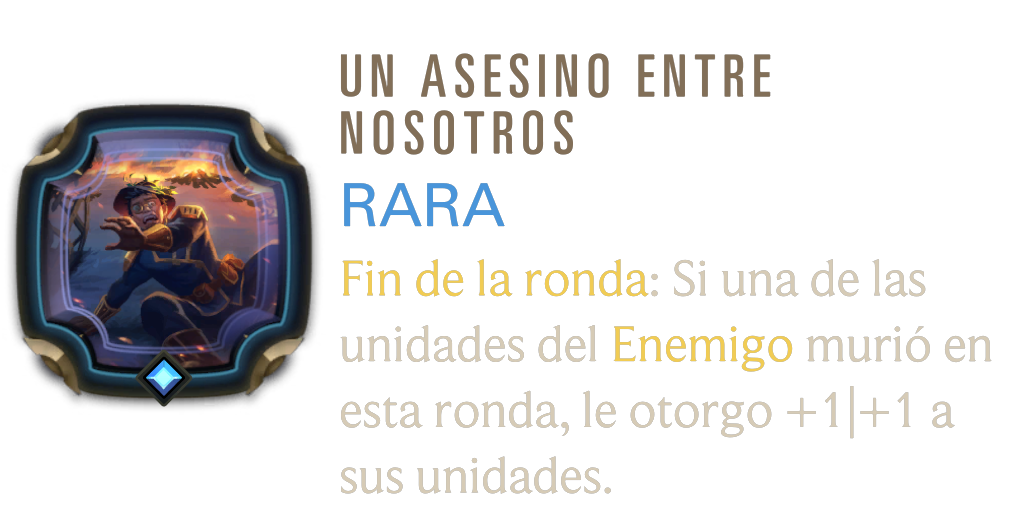 UN ASESINO ENTRE
NOSOTROS
RARA
Fin de la ronda: Si una de las
unidades del Enemigo murió en
esta ronda, le otorgo +1|+1 a
sus unidades.